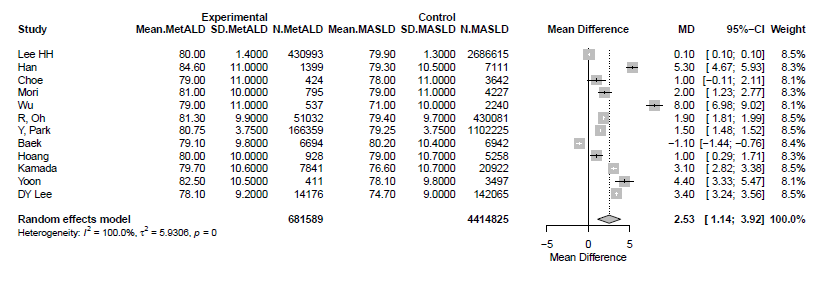 Experimental Control
Study Mean.MetALD SD.MetALD N.MetALD Mean.MASLD SD.MASLD N.MASLD Mean Difference MD 95%-CI Weight
Lee HH 80.00 1.4000 430993 79.90 1.3000 2686615 0.10 [ 0.10; 0.10] 8.5%
Han 84.60 11.0000 1399 79.30 10.5000 7111 5.30 [ 4.67; 5.93] 8.3%
Choe 79.00 11.0000 424 78.00 11.0000 3642 1.00 [−0.11; 2.11] 8.1%
Mori 81.00 10.0000 795 79.00 11.0000 4227 2.00 [ 1.23; 2.77] 8.3%
Wu 79.00 11.0000 537 71.00 10.0000 2240 8.00 [ 6.98; 9.02] 8.1%
R, Oh 81.30 9.9000 51032 79.40 9.7000 430081 1.90 [ 1.81; 1.99] 8.5%
Y, Park 80.75 3.7500 166359 79.25 3.7500 1102225 1.50 [ 1.48; 1.52] 8.5%
Baek 79.10 9.8000 6694 80.20 10.4000 6942 −1.10 [−1.44; −0.76] 8.4%
Hoang 80.00 10.0000 928 79.00 10.7000 5258 1.00 [ 0.29; 1.71] 8.3%
Kamada 79.70 10.6000 7841 76.60 10.7000 20922 3.10 [ 2.82; 3.38] 8.5%
Yoon 82.50 10.5000 411 78.10 9.8000 3497 4.40 [ 3.33; 5.47] 8.1%
DY Lee 78.10 9.2000 14176 74.70 9.0000 142065 3.40 [ 3.24; 3.56] 8.5%
Random effects model 681589 4414825 2.53 [ 1.14; 3.92] 100.0%
Heterogeneity: I² = 100.0%, τ² = 5.9306, p = 0
−5 0 5
Mean Difference